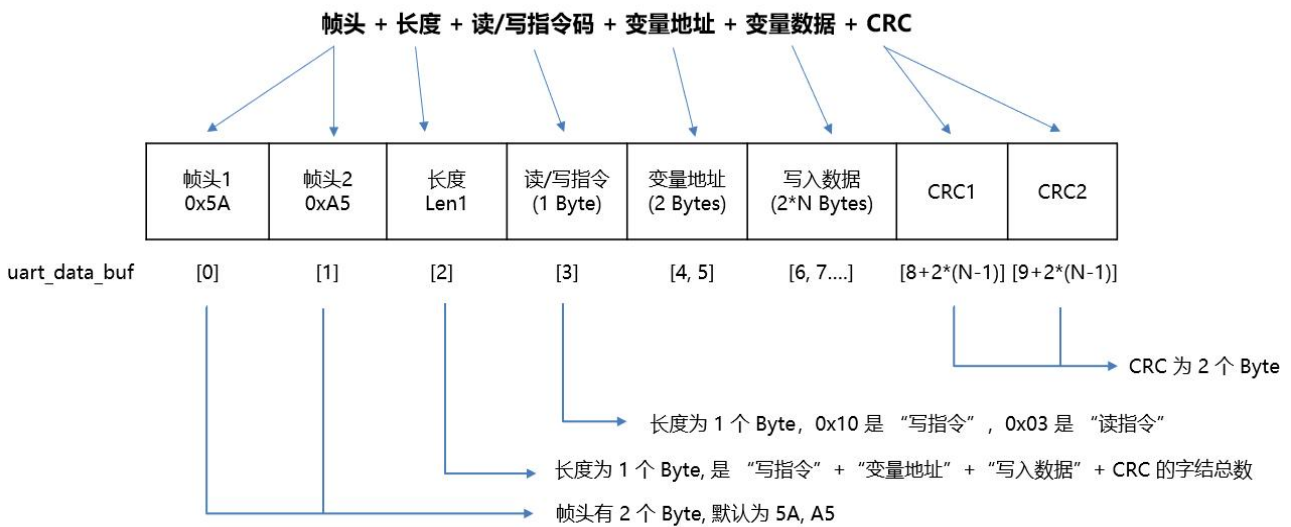 帧头 + 长度 + 读/写指令码 + 变量地址 + 变量数据 + CRC
帧头1
0x5A
帧头2
0xA5
长度
Len1
读/写指令
(1 Byte)
变量地址
(2 Bytes)
写入数据
(2*N Bytes)
CRC1
CRC2
uart_data_buf [0] [1] [2] [3] [4, 5] [6, 7....] [8+2*(N-1)] [9+2*(N-1)]
CRC 为 2 个 Byte
长度为 1 个 Byte，0x10 是 “写指令” ，0x03 是 “读指令”
长度为 1 个 Byte, 是 “写指令” + “变量地址” + “写入数据” + CRC 的字结总数
帧头有 2 个 Byte, 默认为 5A, A5